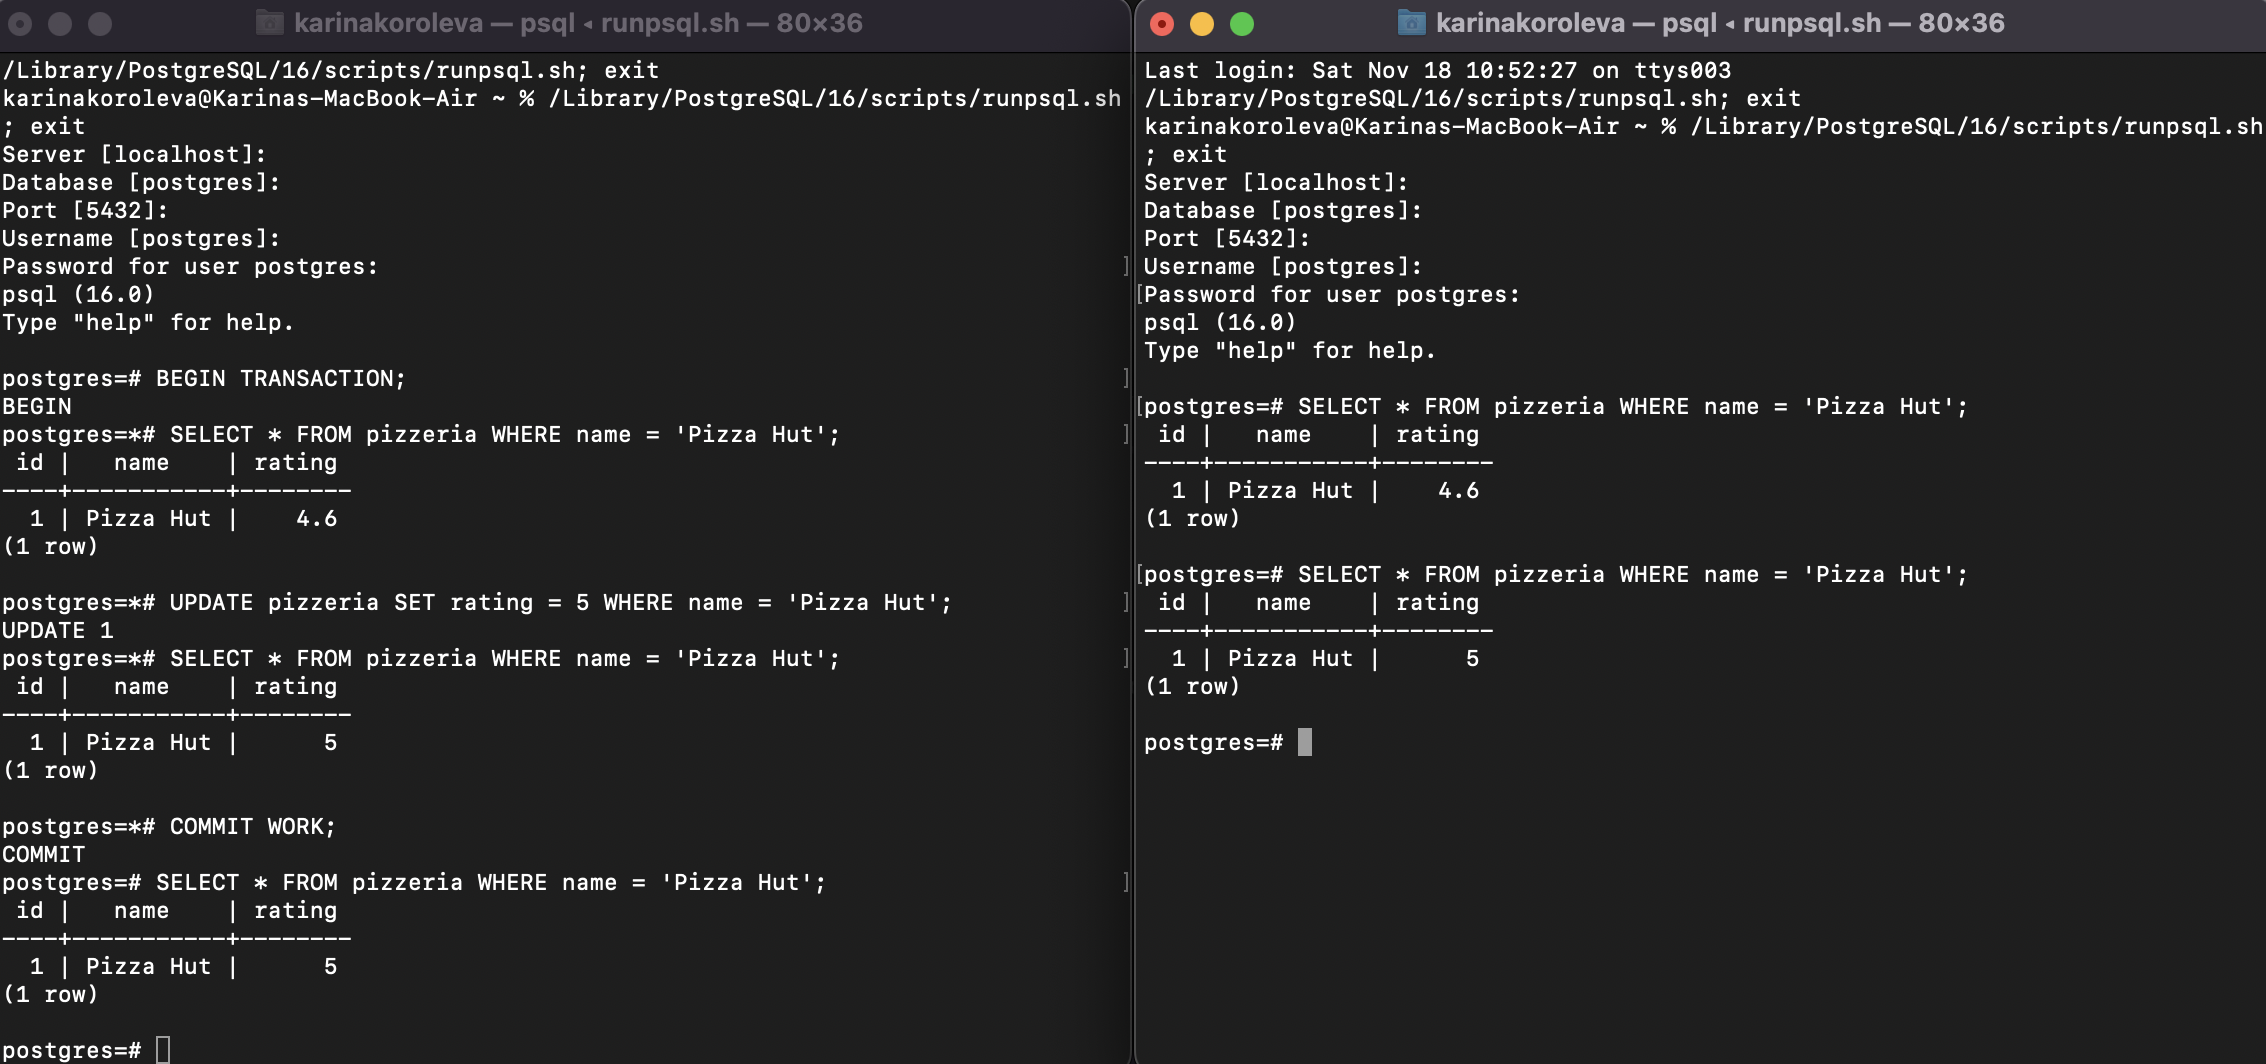 karinakoroleva — psql ◂ runpsql.sh — 80×36
/Library/PostgreSQL/16/scripts/runpsql.sh; exit
karinakoroleva@Karinas-MacBook-Air ~ % /Library/PostgreSQL/16/scripts/runpsql.sh
; exit
Server [localhost]:
Database [postgres]:
Port [5432]:
Username [postgres]:
Password for user postgres:
psql (16.0)
Type "help" for help.
postgres=# BEGIN TRANSACTION;
BEGIN
postgres=*# SELECT * FROM pizzeria WHERE name = 'Pizza Hut';
 id |   name    | rating
----+-----------+--------
  1 | Pizza Hut |    4.6
(1 row)
postgres=*# UPDATE pizzeria SET rating = 5 WHERE name = 'Pizza Hut';
UPDATE 1
postgres=*# SELECT * FROM pizzeria WHERE name = 'Pizza Hut';
 id |   name    | rating
----+-----------+--------
  1 | Pizza Hut |      5
(1 row)
postgres=*# COMMIT WORK;
COMMIT
postgres=# SELECT * FROM pizzeria WHERE name = 'Pizza Hut';
 id |   name    | rating
----+-----------+--------
  1 | Pizza Hut |      5
(1 row)
postgres=#
karinakoroleva — psql ◂ runpsql.sh — 80×36
Last login: Sat Nov 18 10:52:27 on ttys003
/Library/PostgreSQL/16/scripts/runpsql.sh; exit
karinakoroleva@Karinas-MacBook-Air ~ % /Library/PostgreSQL/16/scripts/runpsql.sh
; exit
Server [localhost]:
Database [postgres]:
Port [5432]:
Username [postgres]:
Password for user postgres:
psql (16.0)
Type "help" for help.
postgres=# SELECT * FROM pizzeria WHERE name = 'Pizza Hut';
 id |   name    | rating
----+-----------+--------
  1 | Pizza Hut |    4.6
(1 row)
postgres=# SELECT * FROM pizzeria WHERE name = 'Pizza Hut';
 id |   name    | rating
----+-----------+--------
  1 | Pizza Hut |      5
(1 row)
postgres=#